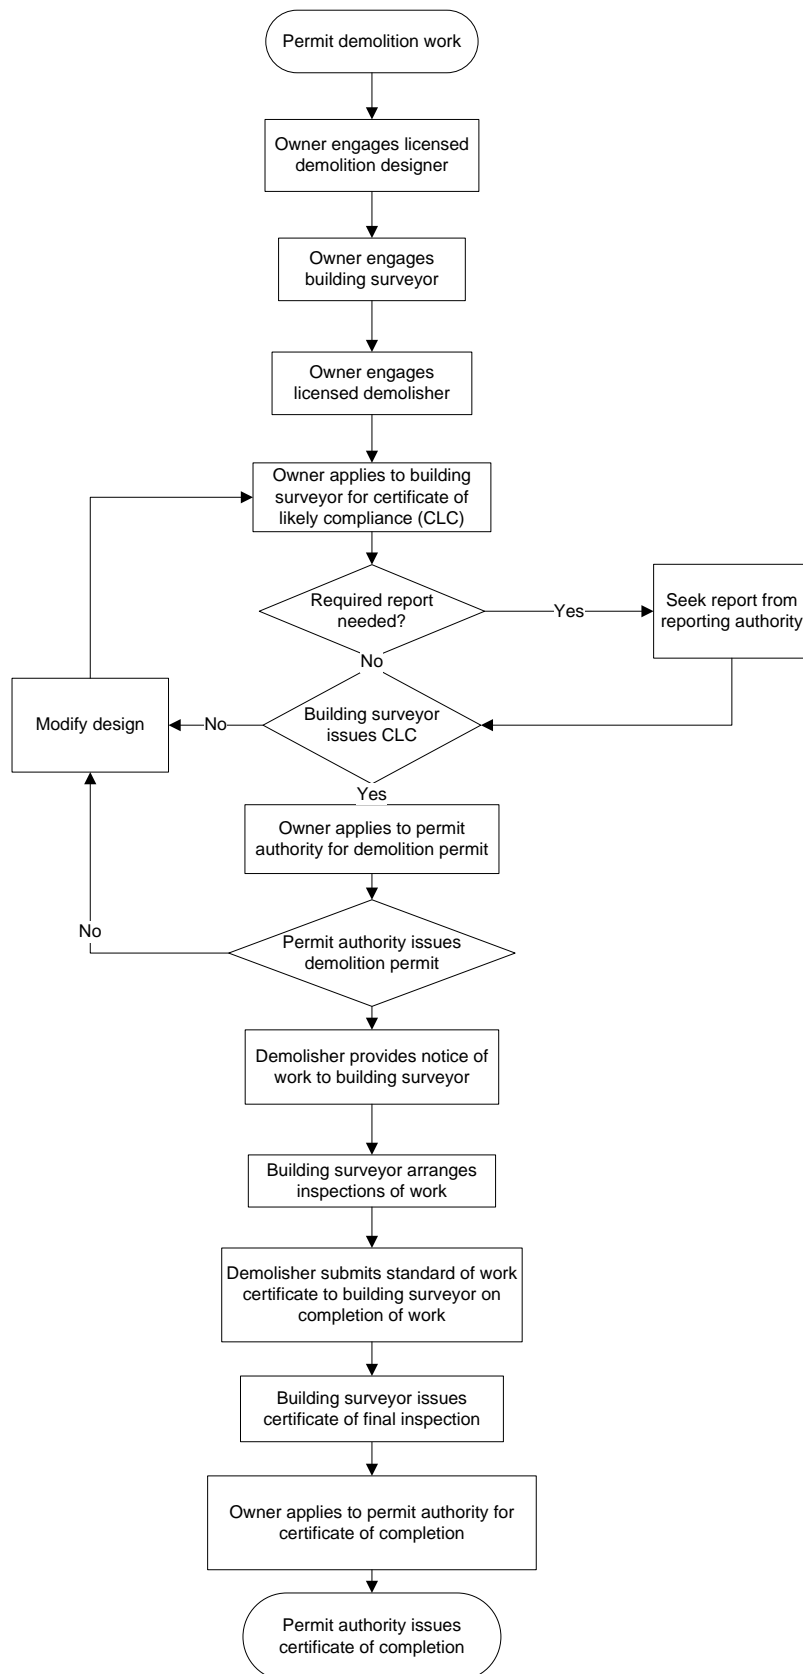 Permit demolition work
Owner engages licensed
demolition designer
Owner engages
building surveyor
Owner engages
licensed demolisher
Owner applies to building
surveyor for certificate of
likely compliance (CLC)
Required report
needed?
Yes
Seek report from
reporting authority
No
Modify design
No
Building surveyor
issues CLC
Yes
Owner applies to permit
authority for demolition permit
No
Permit authority issues
demolition permit
Demolisher provides notice of
work to building surveyor
Building surveyor arranges
inspections of work
Demolisher submits standard of work
certificate to building surveyor on
completion of work
Building surveyor issues
certificate of final inspection
Owner applies to permit authority for
certificate of completion
Permit authority issues
certificate of completion